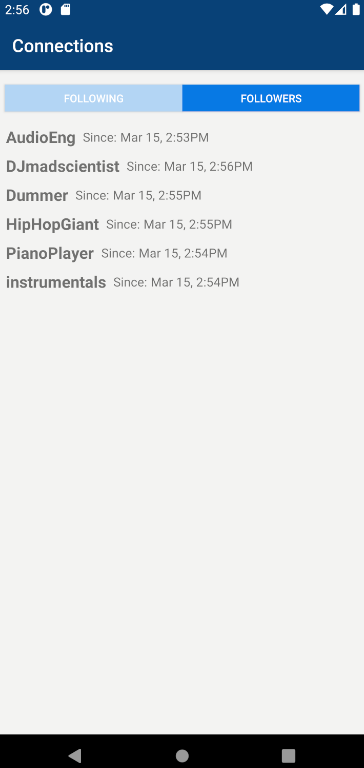 2:56
Connections
FOLLOWING
FOLLOWERS
AudioEng Since: Mar 15, 2:53PM
DJmadscientist Since: Mar 15, 2:56PM
Dummer Since: Mar 15, 2:55PM
HipHopGiant Since: Mar 15, 2:55PM
PianoPlayer Since: Mar 15, 2:54PM
instrumentals Since: Mar 15, 2:54PM